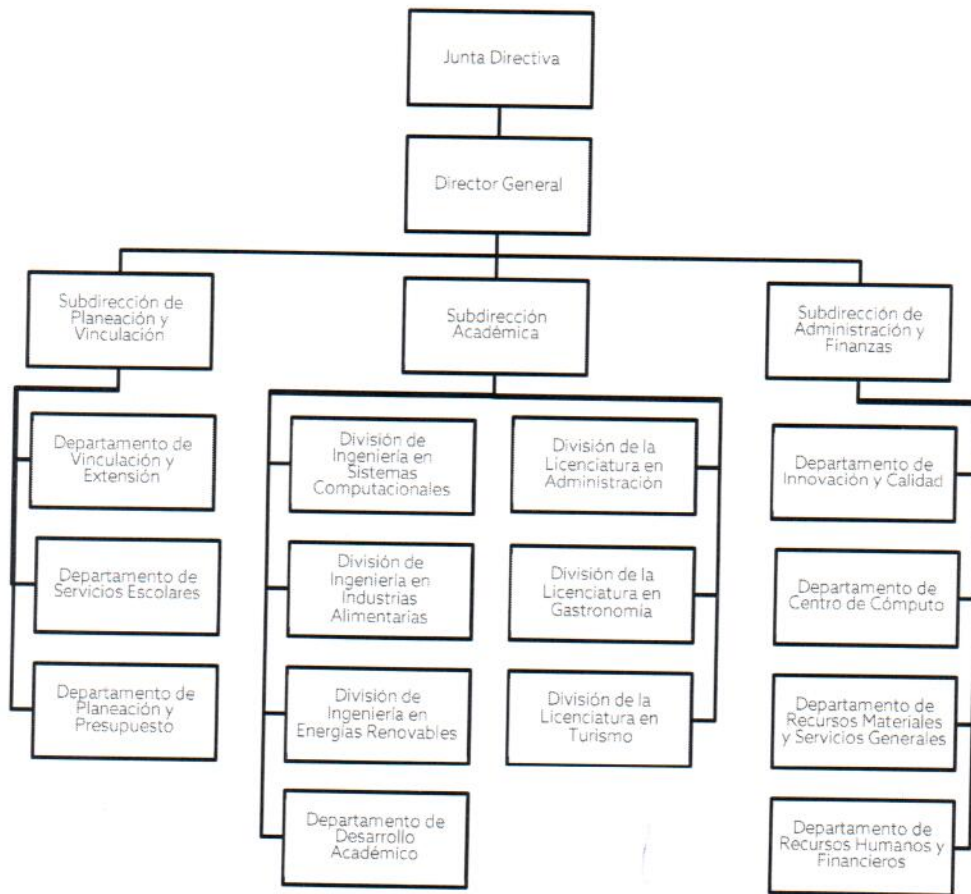 Junta Directiva
Director General
Subdirección de
Planeación y
Vinculación
Subdirección
Académica
Subdirección de
Administración y
Finanzas
Departamento de
Vinculación y
Extensión
Departamento de
Servicios Escolares
Departamento de
Planeación y
Presupuesto
División de
Ingeniería en
Sistemas
Computacionales
División de
Ingeniería en
Industrias
Alimentarias
División de
Ingeniería en
Energías Renovables
Departamento de
Desarrollo
Académico
División de la
Licenciatura en
Administración
División de la
Licenciatura en
Gastronomía
División de la
Licenciatura en
Turismo
Departamento de
Innovación y Calidad
Departamento de
Centro de Cómputo
Departamento de
Recursos Materiales
y Servicios Generales
Departamento de
Recursos Humanos y
Financieros